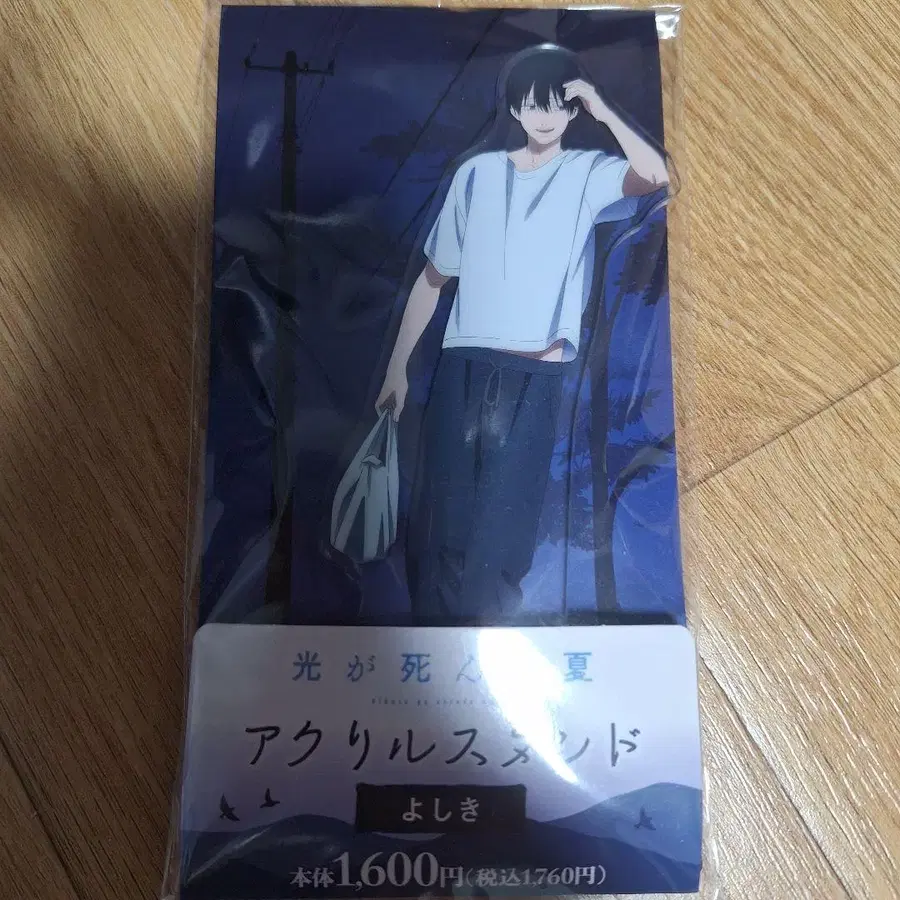 光が死ん 夏
アクリルスタンド
よしき
本体1,600円(税込1,760円)